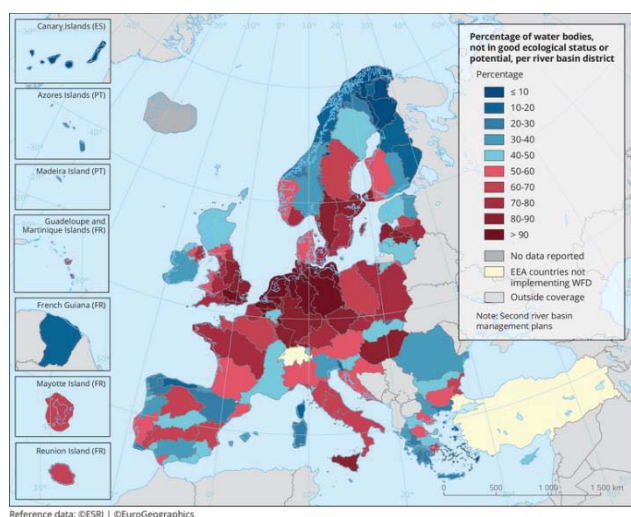 Canary Islands (ES)
Azores Islands (PT)
Madeira Island (PT)
Guadeloupe and
Martinique Islands (FR)
French Guiana (FR)
Mayotte Island (FR)
Reunion Island (FR)
Percentage of water bodies,
not in good ecological status or
potential, per river basin district
Percentage
≤ 10
10-20
20-30
30-40
40-50
50-60
60-70
70-80
80-90
> 90
No data reported
EEA countries not
implementing WFD
Outside coverage
Note: Second river basin
management plans
0 500 1 000 1 500 km
Reference data: ©ESRI | ©EuroGeographics